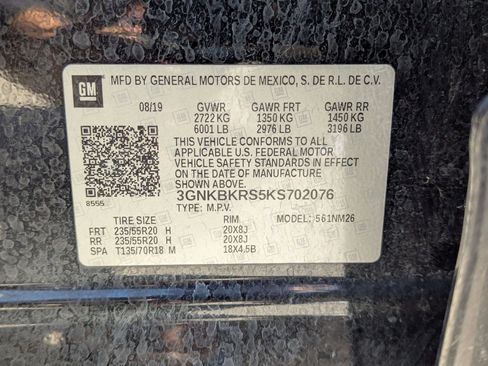 GM
MFD BY GENERAL MOTORS DE MEXICO, S. DE R.L. DE C.V.
08/19 GVWR GAWR FRT GAWR RR
2722 KG 1350 KG 1450 KG
6001 LB 2976 LB 3196 LB
THIS VEHICLE CONFORMS TO ALL
APPLICABLE U.S. FEDERAL MOTOR
VEHICLE SAFETY STANDARDS IN EFFECT
ON THE DATE OF MANUFACTURE
SHOWN ABOVE.
8555 3GNKBKRS5KS702076
TYPE: M.P.V.
TIRE SIZE RIM MODEL: 561NM26
FRT 235/55R20 H 20X8J
RR 235/55R20 H 20X8J
SPA T135/70R18 M 18X4.5B